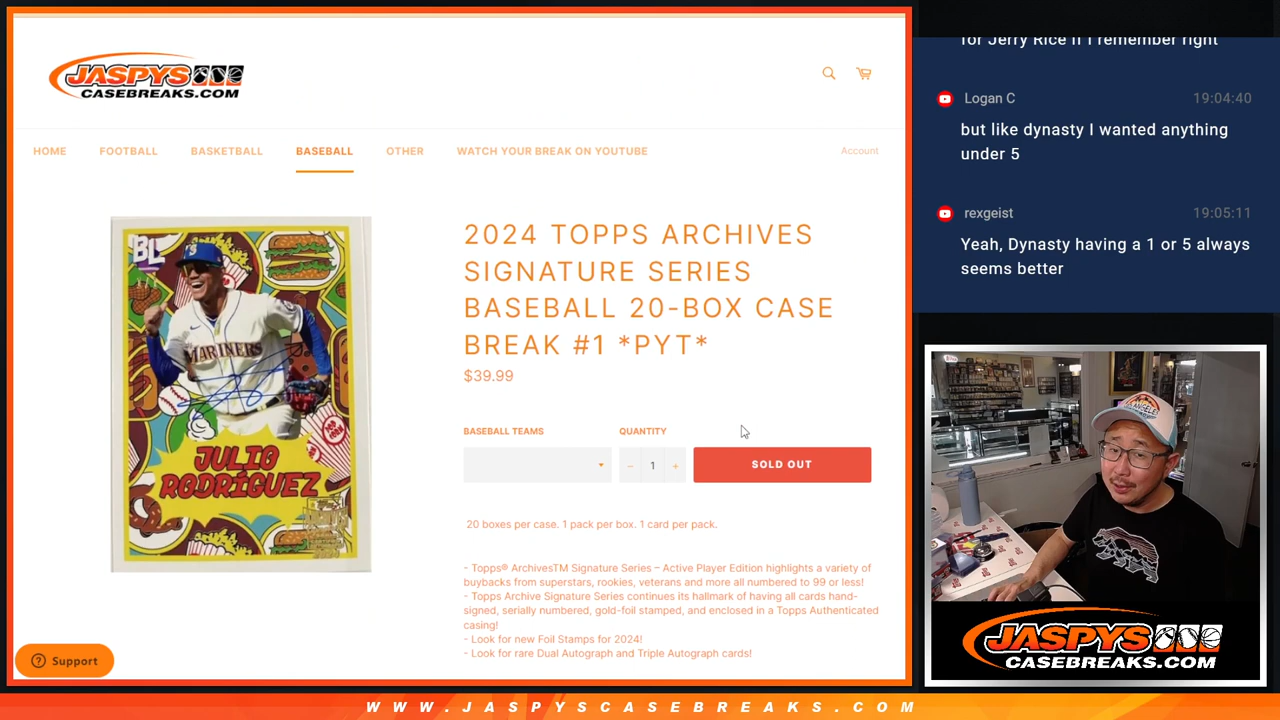 JASPYS
CASEBREAKS.COM
HOME
FOOTBALL
BASKETBALL
BASEBALL
OTHER
WATCH YOUR BREAK ON YOUTUBE
Account
BL
MARINERS
JULIO
RODRÍGUEZ
2024 TOPPS ARCHIVES
SIGNATURE SERIES
BASEBALL 20-BOX CASE
BREAK #1 *PYT*
$39.99
BASEBALL TEAMS
QUANTITY
− 1 +
SOLD OUT
20 boxes per case. 1 pack per box. 1 card per pack.
- Topps® ArchivesTM Signature Series – Active Player Edition highlights a variety of
buybacks from superstars, rookies, veterans and more all numbered to 99 or less!
- Topps Archive Signature Series continues its hallmark of having all cards hand-
signed, serially numbered, gold-foil stamped, and enclosed in a Topps Authenticated
casing!
- Look for new Foil Stamps for 2024!
- Look for rare Dual Autograph and Triple Autograph cards!
Support
for Jerry Rice if I remember right
Logan C 19:04:40
but like dynasty I wanted anything
under 5
rexgeist 19:05:11
Yeah, Dynasty having a 1 or 5 always
seems better
JASPYS
CASEBREAKS.COM
WWW.JASPYSCASEBREAKS.COM